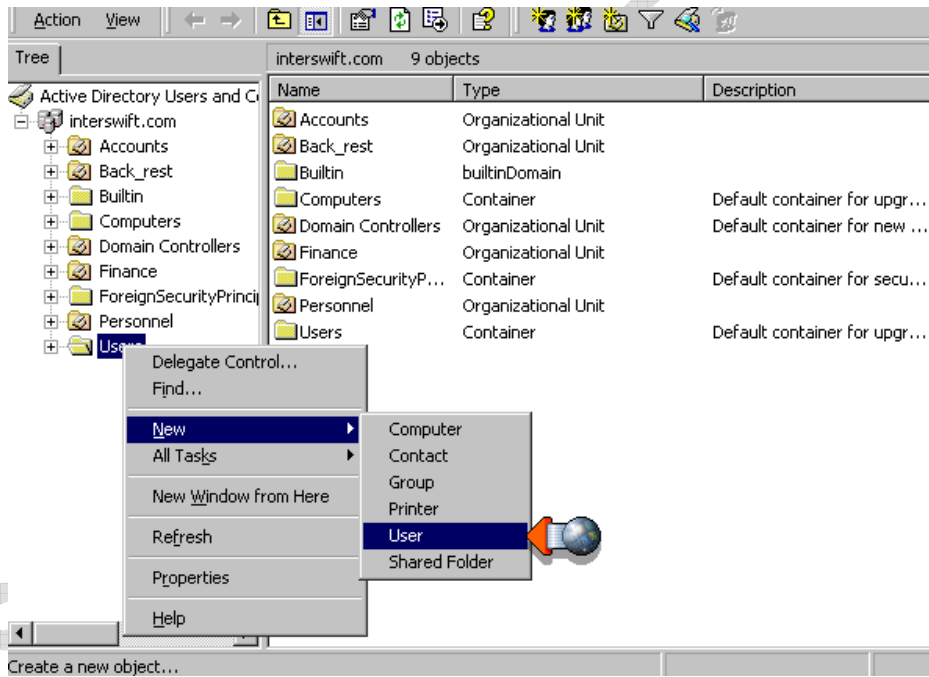 Action View
Tree
interswift.com 9 objects
Active Directory Users and C
interswift.com
Accounts
Back_rest
Builtin
Computers
Domain Controllers
Finance
ForeignSecurityPrincip
Personnel
Users
Name Type Description
Accounts Organizational Unit
Back_rest Organizational Unit
Builtin builtinDomain
Computers Container Default container for upgr...
Domain Controllers Organizational Unit Default container for new ...
Finance Organizational Unit
ForeignSecurityP... Container Default container for secu...
Personnel Organizational Unit
Users Container Default container for upgr...
Delegate Control...
Find...
New
All Tasks
New Window from Here
Refresh
Properties
Help
Computer
Contact
Group
Printer
User
Shared Folder
Create a new object...